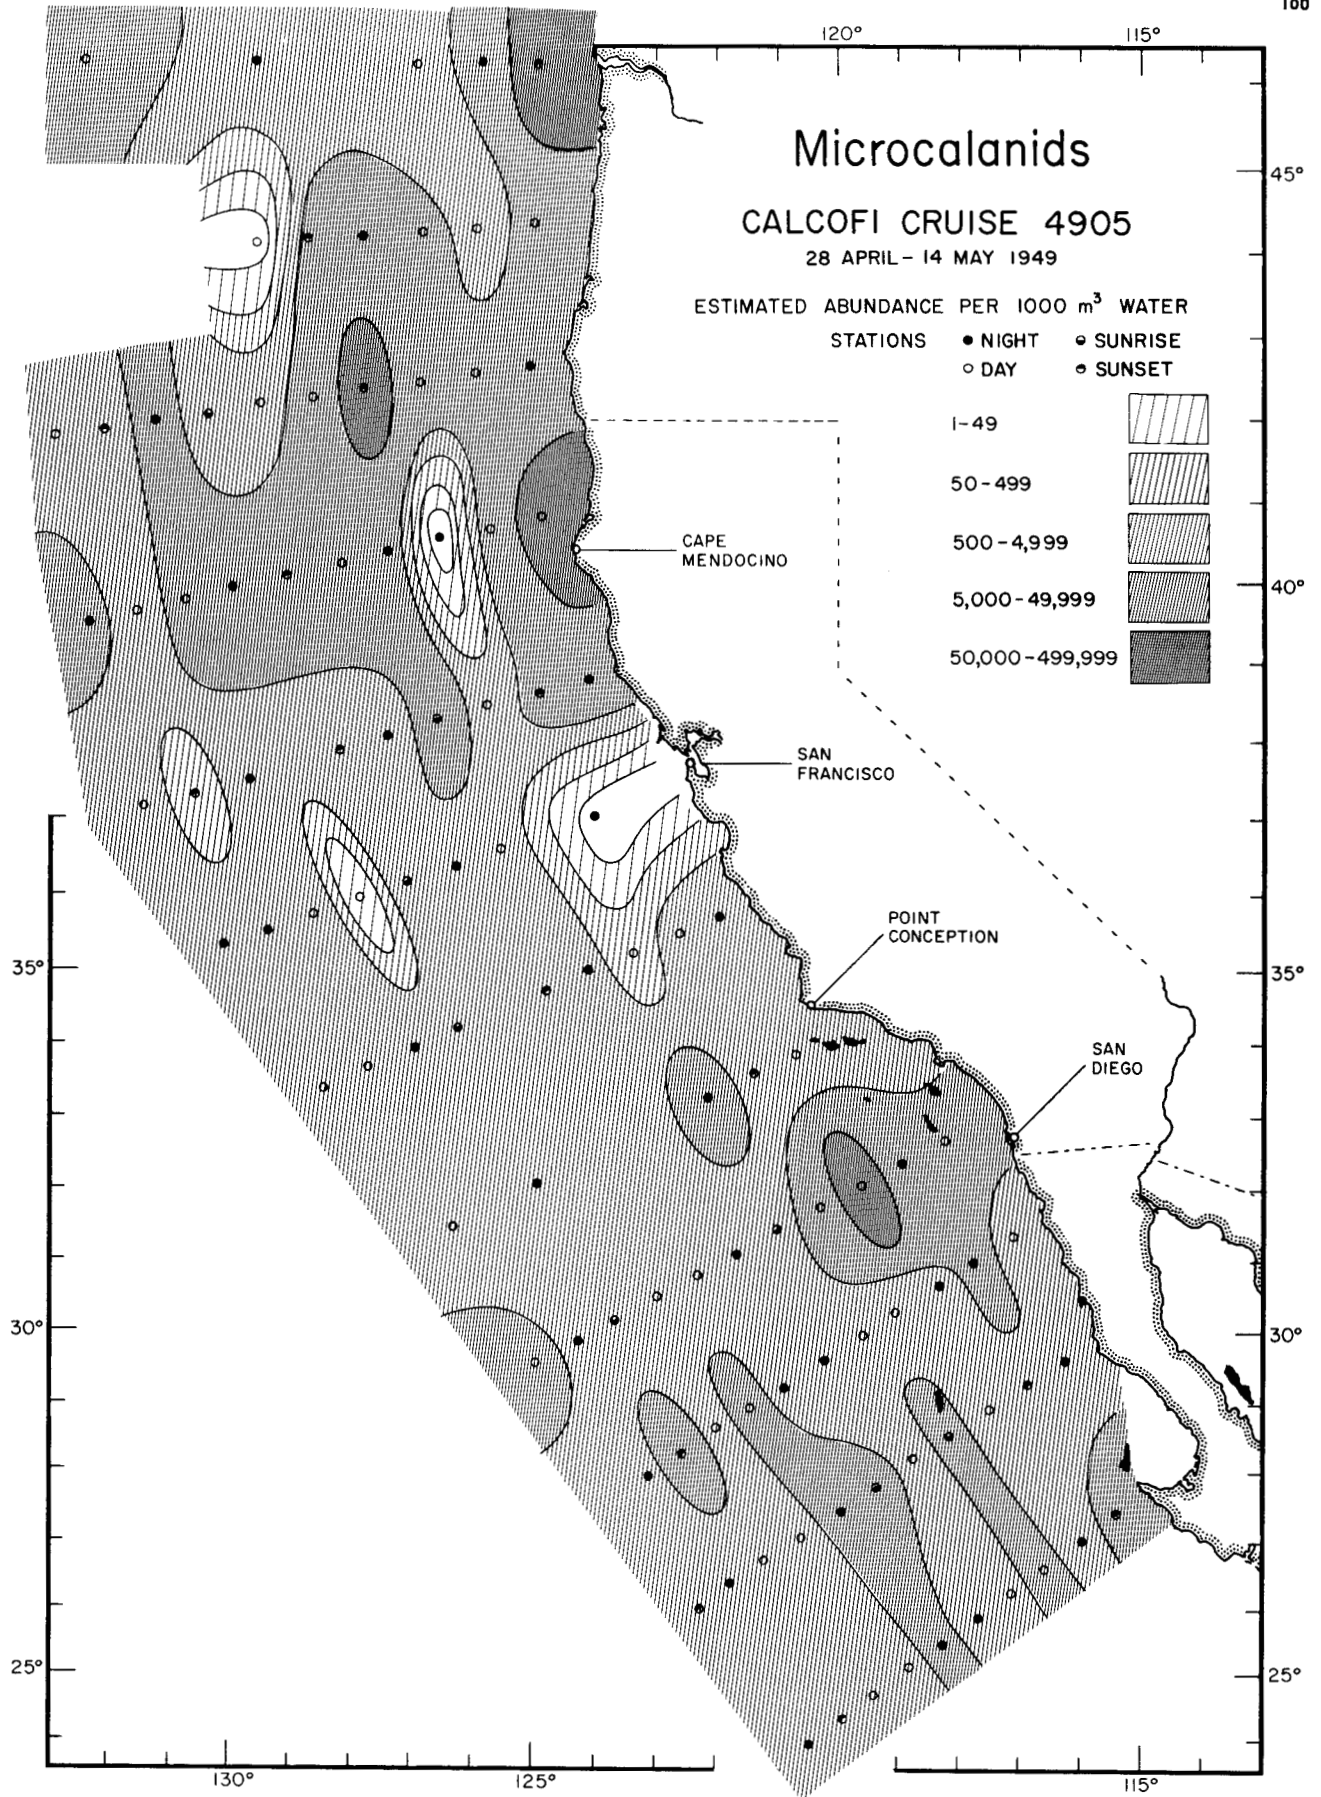 120°
115°
Microcalanids
45°
CALCOFI CRUISE 4905
28 APRIL – 14 MAY 1949
ESTIMATED ABUNDANCE PER 1000 m³ WATER
STATIONS ● NIGHT ◒ SUNRISE
○ DAY ◓ SUNSET
1–49
50–499
500–4,999
5,000–49,999
50,000–499,999
CAPE
MENDOCINO
40°
SAN
FRANCISCO
POINT
CONCEPTION
35°
35°
SAN
DIEGO
30°
30°
25°
25°
130°
125°
115°